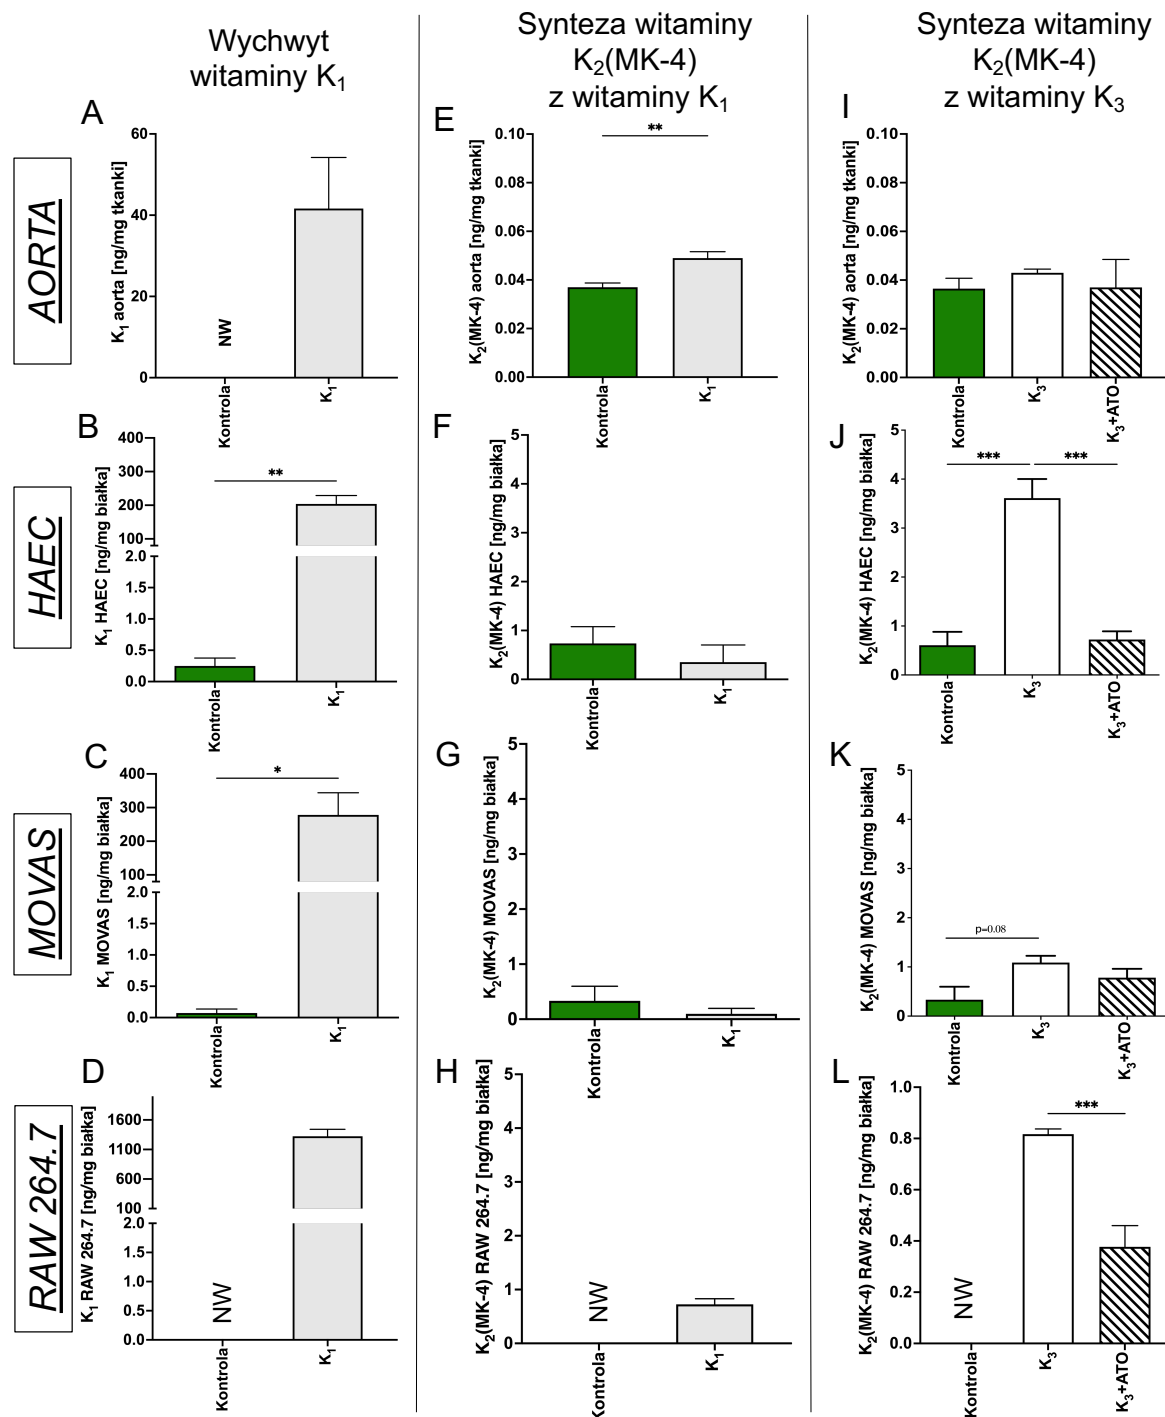 Wychwyt
witaminy K₁
Synteza witaminy
K₂(MK-4)
z witaminy K₁
Synteza witaminy
K₂(MK-4)
z witaminy K₃
AORTA
A
K₁ aorta [ng/mg tkanki]
60
40
20
0
NW
Kontrola
K₁
E
K₂(MK-4) aorta [ng/mg tkanki]
0.10
0.08
0.06
0.04
0.02
0.00
**
Kontrola
K₁
I
K₂(MK-4) aorta [ng/mg tkanki]
0.10
0.08
0.06
0.04
0.02
0.00
Kontrola
K₃
K₃+ATO
HAEC
B
K₁ HAEC [ng/mg białka]
400
300
200
100
2.0
1.5
1.0
0.5
0.0
**
Kontrola
K₁
F
K₂(MK-4) HAEC [ng/mg białka]
5
4
3
2
1
0
Kontrola
K₁
J
K₂(MK-4) HAEC [ng/mg białka]
5
4
3
2
1
0
***
***
Kontrola
K₃
K₃+ATO
MOVAS
C
K₁ MOVAS [ng/mg białka]
400
300
200
100
2.0
1.5
1.0
0.5
0.0
*
Kontrola
K₁
G
K₂(MK-4) MOVAS [ng/mg białka]
5
4
3
2
1
0
Kontrola
K₁
K
K₂(MK-4) MOVAS [ng/mg białka]
5
4
3
2
1
0
p=0.08
Kontrola
K₃
K₃+ATO
RAW 264.7
D
K₁ RAW 264.7 [ng/mg białka]
1600
1100
600
100
2.0
1.5
1.0
0.5
0.0
NW
Kontrola
K₁
H
K₂(MK-4) RAW 264.7 [ng/mg białka]
5
4
3
2
1
0
NW
Kontrola
K₁
L
K₂(MK-4) RAW 264.7 [ng/mg białka]
1.0
0.8
0.6
0.4
0.2
0.0
***
NW
Kontrola
K₃
K₃+ATO